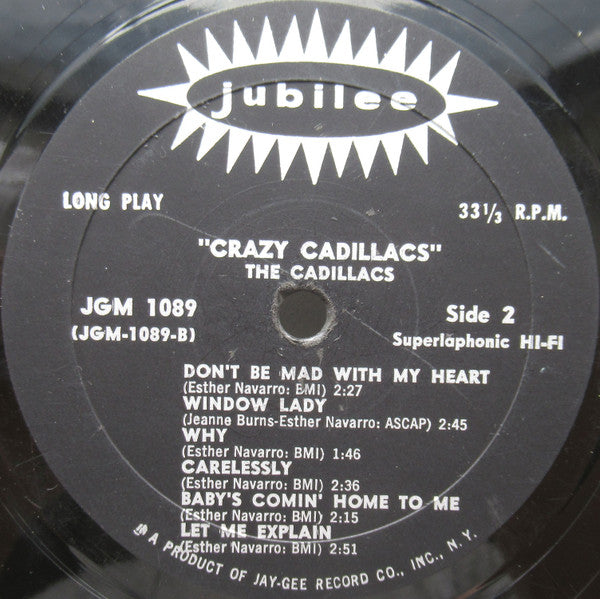 jubilee
LONG PLAY
33 1/3 R.P.M.
"CRAZY CADILLACS"
THE CADILLACS
JGM 1089
(JGM-1089-B)
Side 2
Superlaphonic HI-FI
DON'T BE MAD WITH MY HEART
(Esther Navarro: BMI) 2:27
WINDOW LADY
(Jeanne Burns-Esther Navarro: ASCAP) 2:45
WHY
(Esther Navarro: BMI) 1:46
CARELESSLY
(Esther Navarro: BMI) 2:36
BABY'S COMIN' HOME TO ME
(Esther Navarro: BMI) 2:15
LET ME EXPLAIN
(Esther Navarro: BMI) 2:51
A PRODUCT OF JAY-GEE RECORD CO., INC., N.Y.